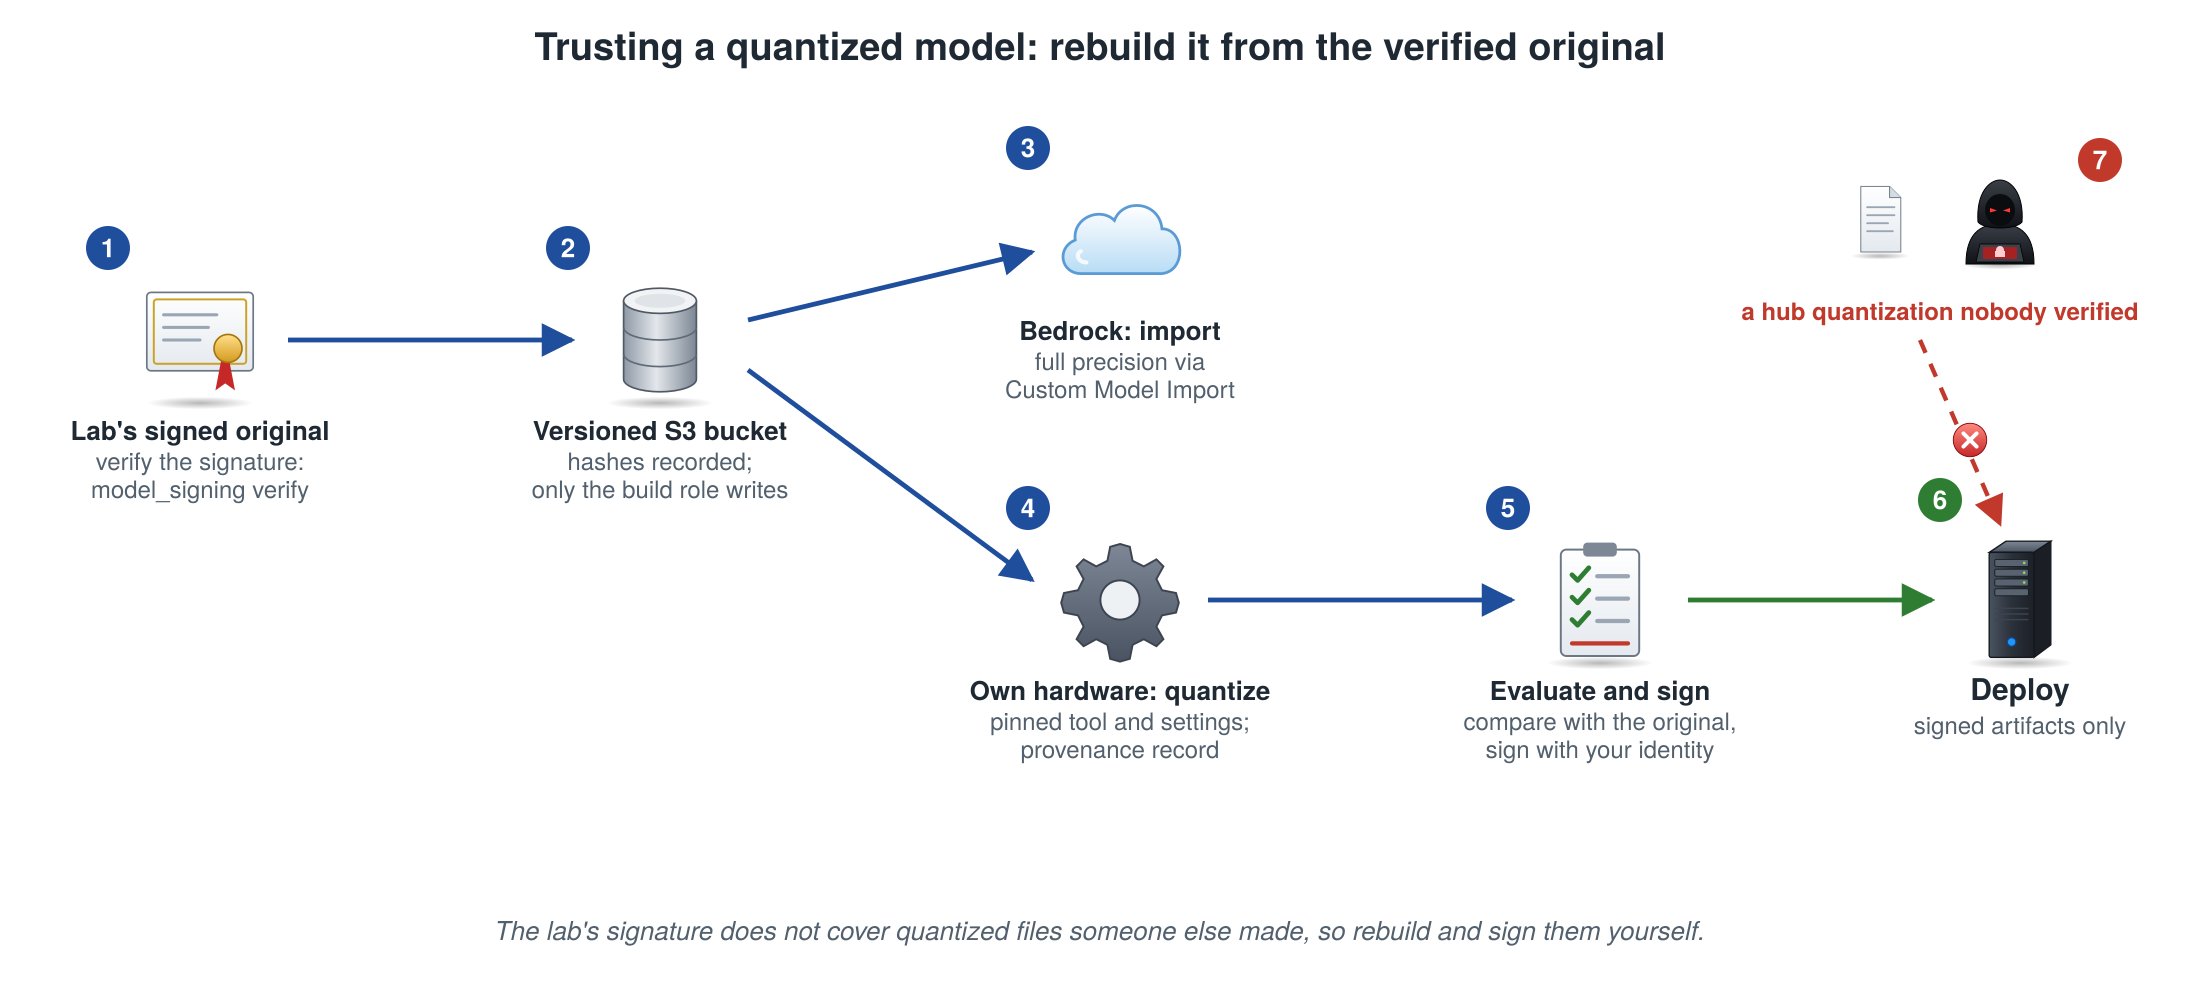 Trusting a quantized model: rebuild it from the verified original
1
Lab's signed original
verify the signature:
model_signing verify
2
Versioned S3 bucket
hashes recorded;
only the build role writes
3
Bedrock: import
full precision via
Custom Model Import
4
Own hardware: quantize
pinned tool and settings;
provenance record
5
Evaluate and sign
compare with the original,
sign with your identity
6
Deploy
signed artifacts only
7
a hub quantization nobody verified
The lab's signature does not cover quantized files someone else made, so rebuild and sign them yourself.